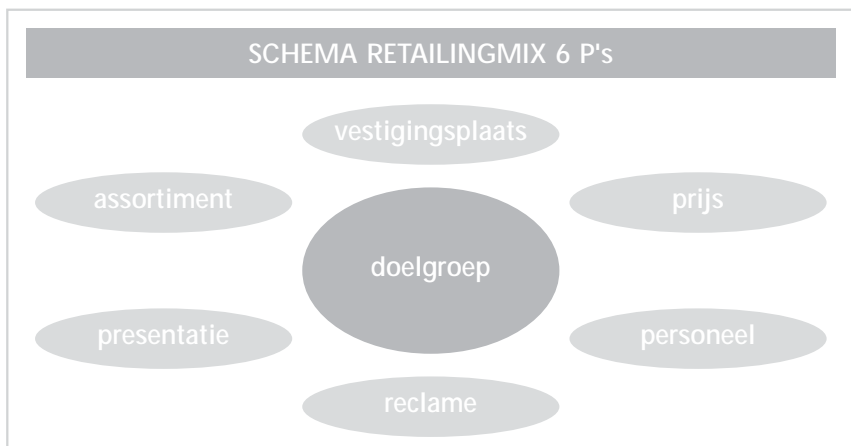 SCHEMA RETAILINGMIX 6 P's
vestigingsplaats
assortiment
prijs
doelgroep
presentatie
personeel
reclame